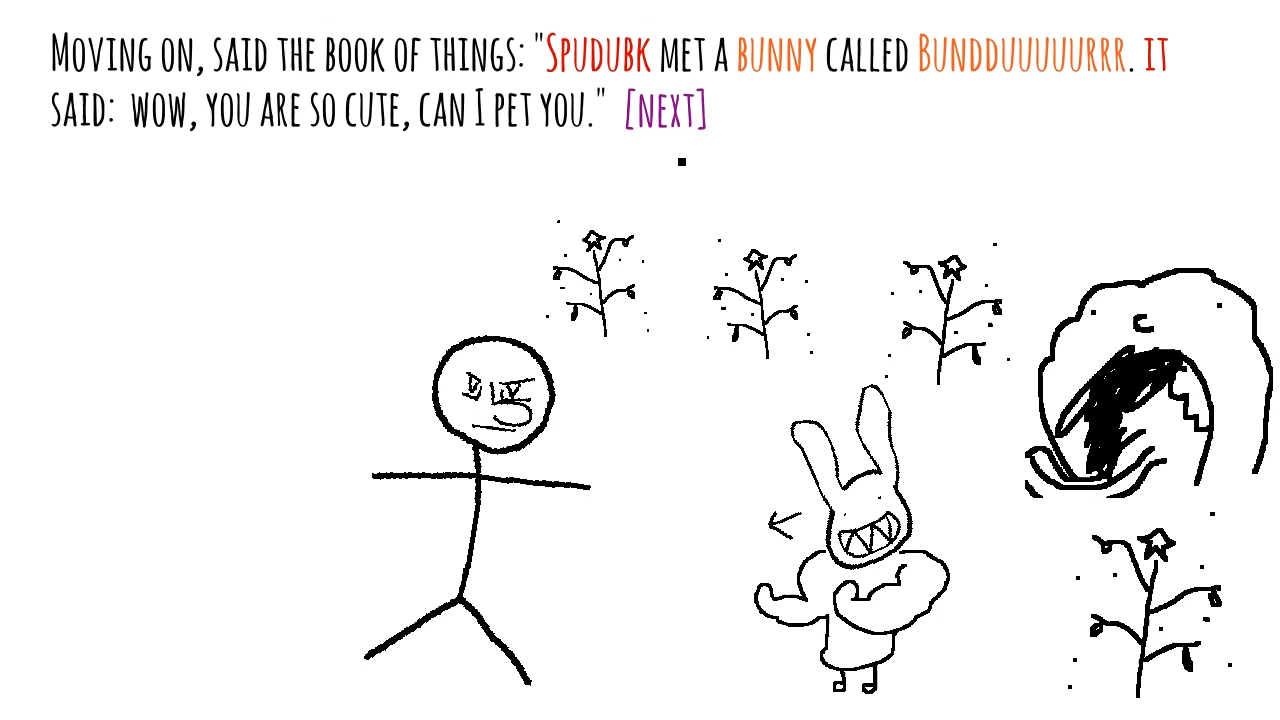 Moving on, said the book of things: "Spudubk met a bunny called Bundduuuuurrr. It
said: wow, you are so cute, can I pet you." [next]